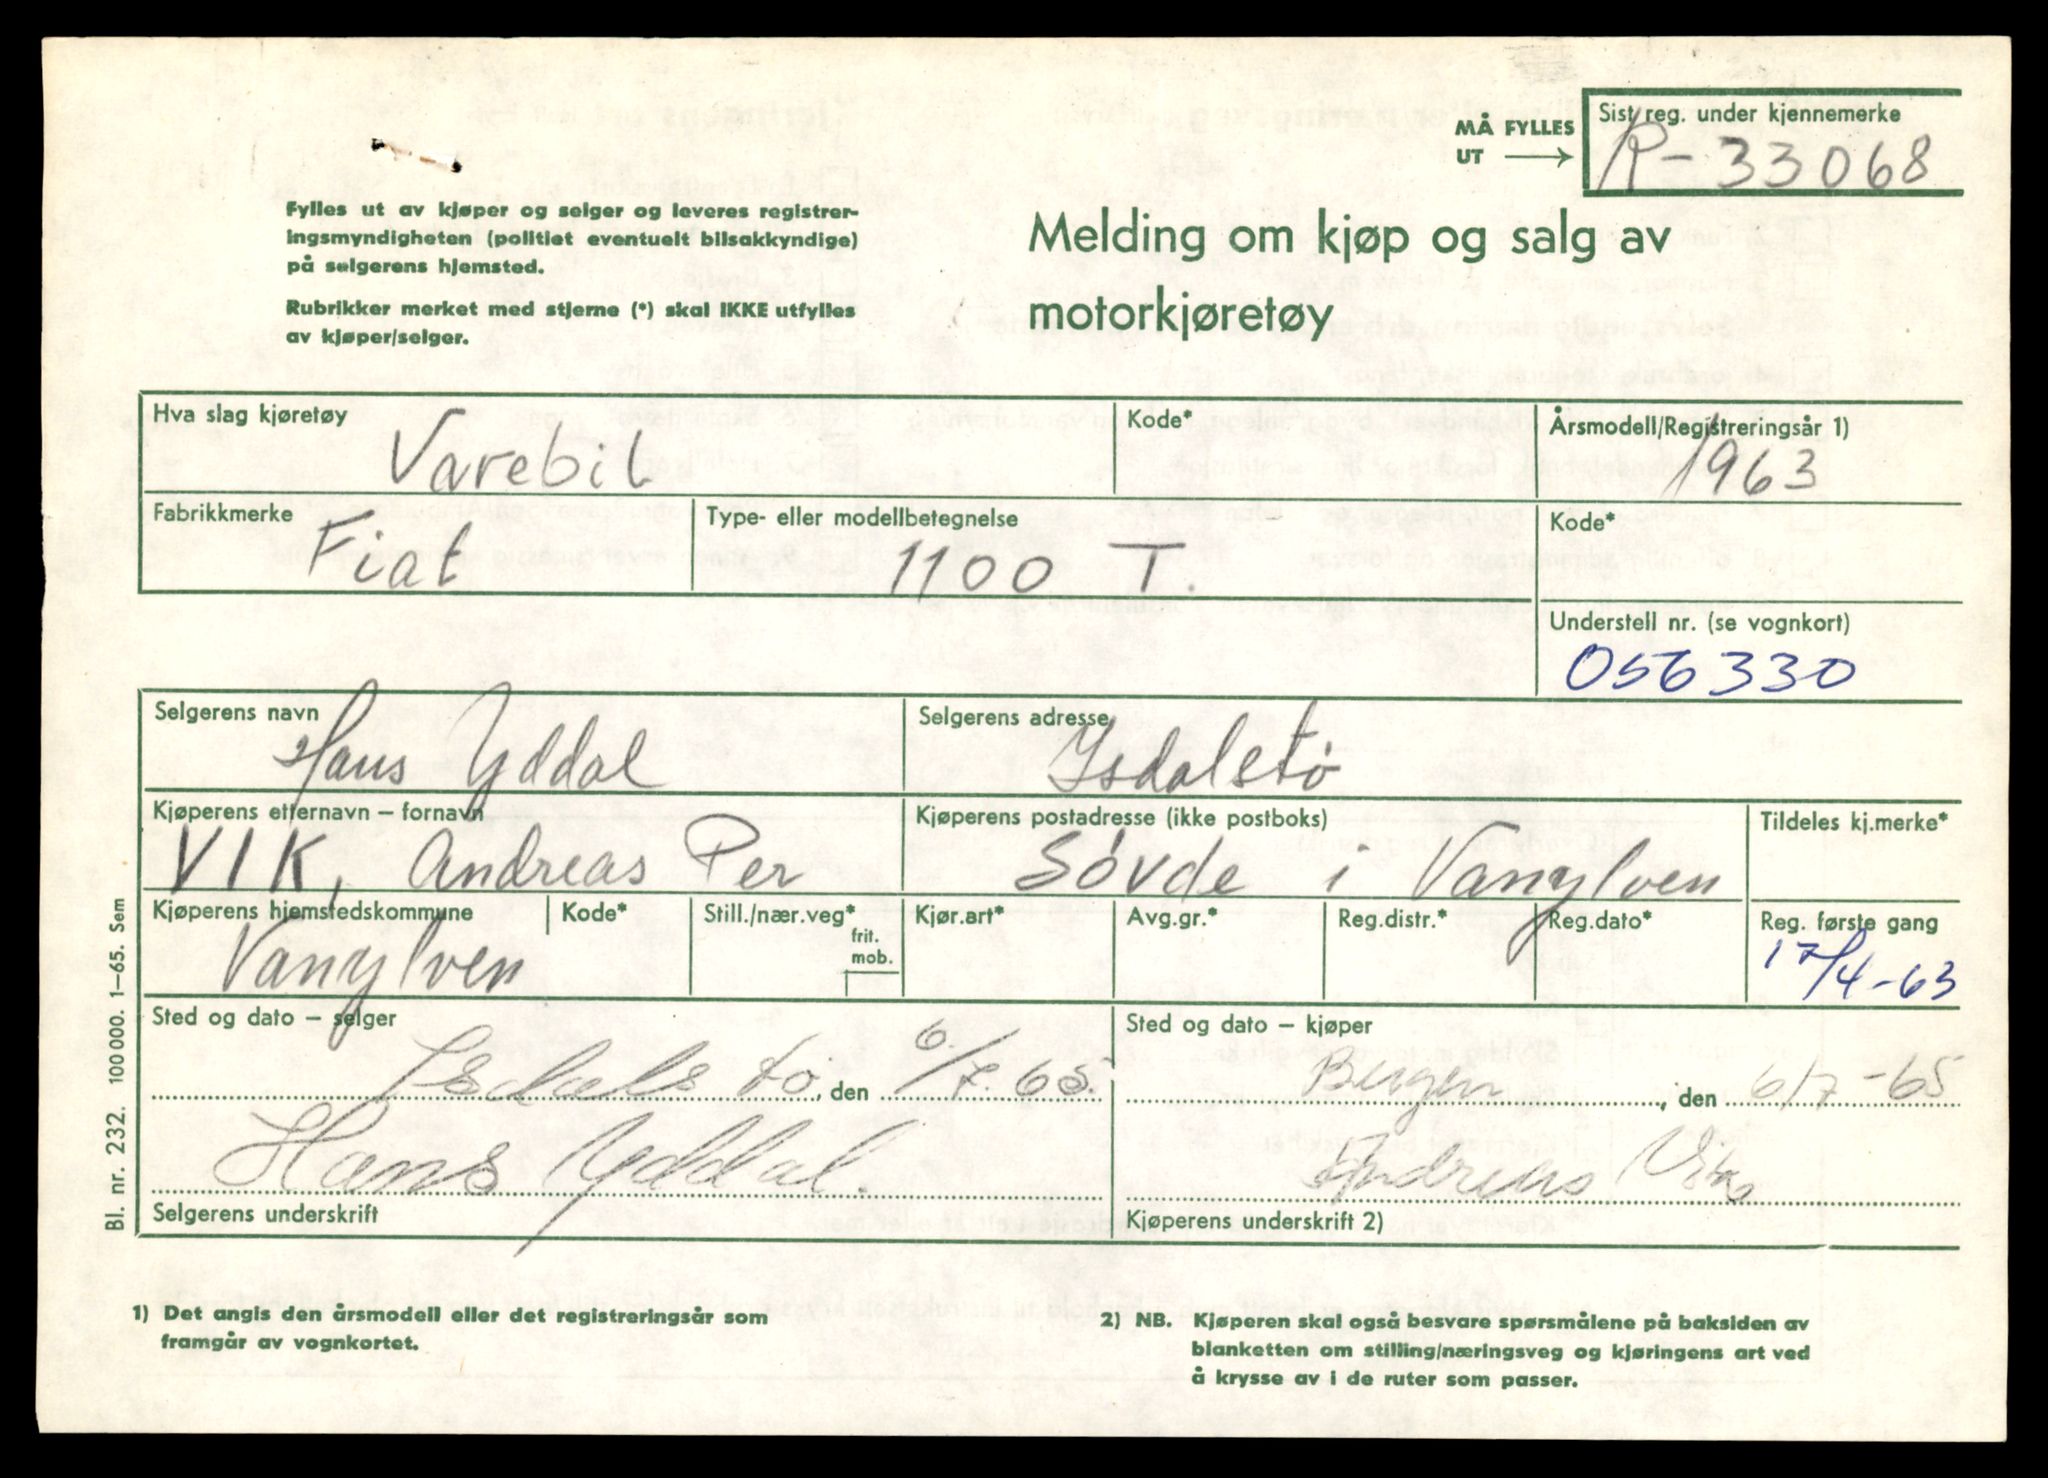 MÅ FYLLES
UT
Sist reg. under kjennemerke
R-33068
Fylles ut av kjøper og selger og leveres registrer-
ingsmyndigheten (politiet eventuelt bilsakkyndige)
på selgerens hjemsted.
Rubrikker merket med stjerne (*) skal IKKE utfylles
av kjøper/selger.
Melding om kjøp og salg av
motorkjøretøy
Hva slag kjøretøy
Varebil
Kode*
Årsmodell/Registreringsår 1)
1963
Fabrikkmerke
Fiat
Type- eller modellbetegnelse
1100 T.
Kode*
Understell nr. (se vognkort)
056330
Selgerens navn
Hans Yddal
Selgerens adresse
Isdalstø
Kjøperens etternavn – fornavn
VIK, Andreas Per
Kjøperens postadresse (ikke postboks)
Søvde i Vanylven
Tildeles kj.merke*
Kjøperens hjemstedskommune
Vanylven
Kode*
Still./nær.veg*
frit.
mob.
Kjør.art*
Avg.gr.*
Reg.distr.*
Reg.dato*
Reg. første gang
17/4-63
Sted og dato – selger
Isdalstø, den 6./7. 65.
Hans Yddal.
Selgerens underskrift
Sted og dato – kjøper
Bergen, den 6/7-65
Andreas Vik
Kjøperens underskrift 2)
Bl. nr. 232. 100 000. 1–65. Sem
1) Det angis den årsmodell eller det registreringsår som
framgår av vognkortet.
2) NB. Kjøperen skal også besvare spørsmålene på baksiden av
blanketten om stilling/næringsveg og kjøringens art ved
å krysse av i de ruter som passer.